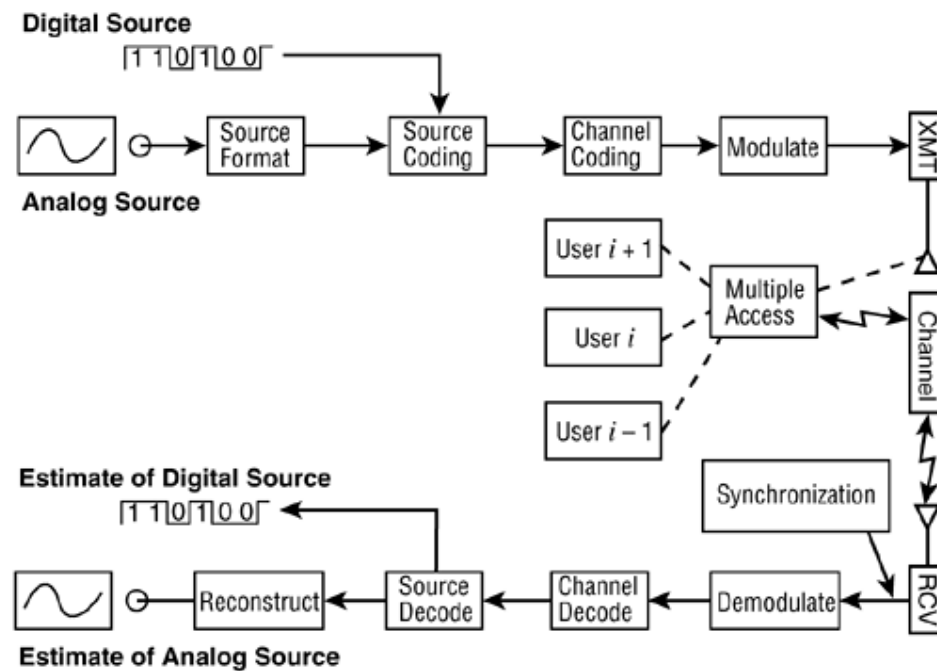 Digital Source
1 1 0 1 0 0
Source
Format
Source
Coding
Channel
Coding
Modulate
XMT
Analog Source
User i + 1
Multiple
Access
User i
Channel
User i – 1
Estimate of Digital Source
1 1 0 1 0 0
Synchronization
Reconstruct
Source
Decode
Channel
Decode
Demodulate
RCV
Estimate of Analog Source